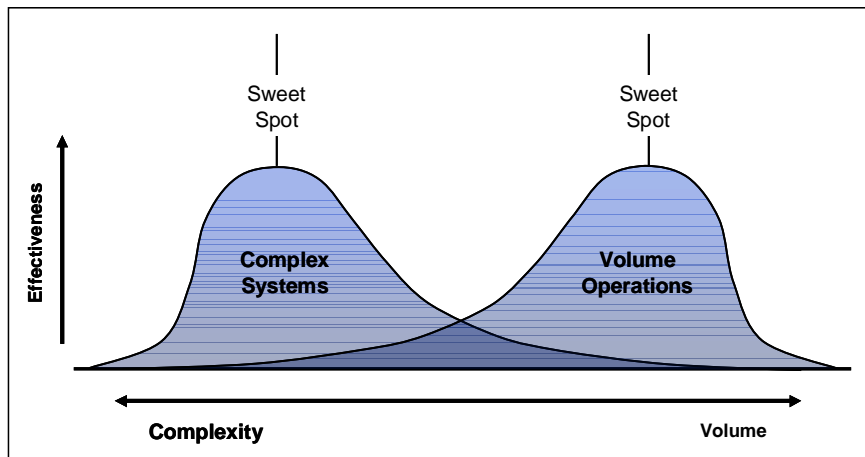 Sweet
Spot
Sweet
Spot
Effectiveness
Complex
Systems
Volume
Operations
Complexity
Volume